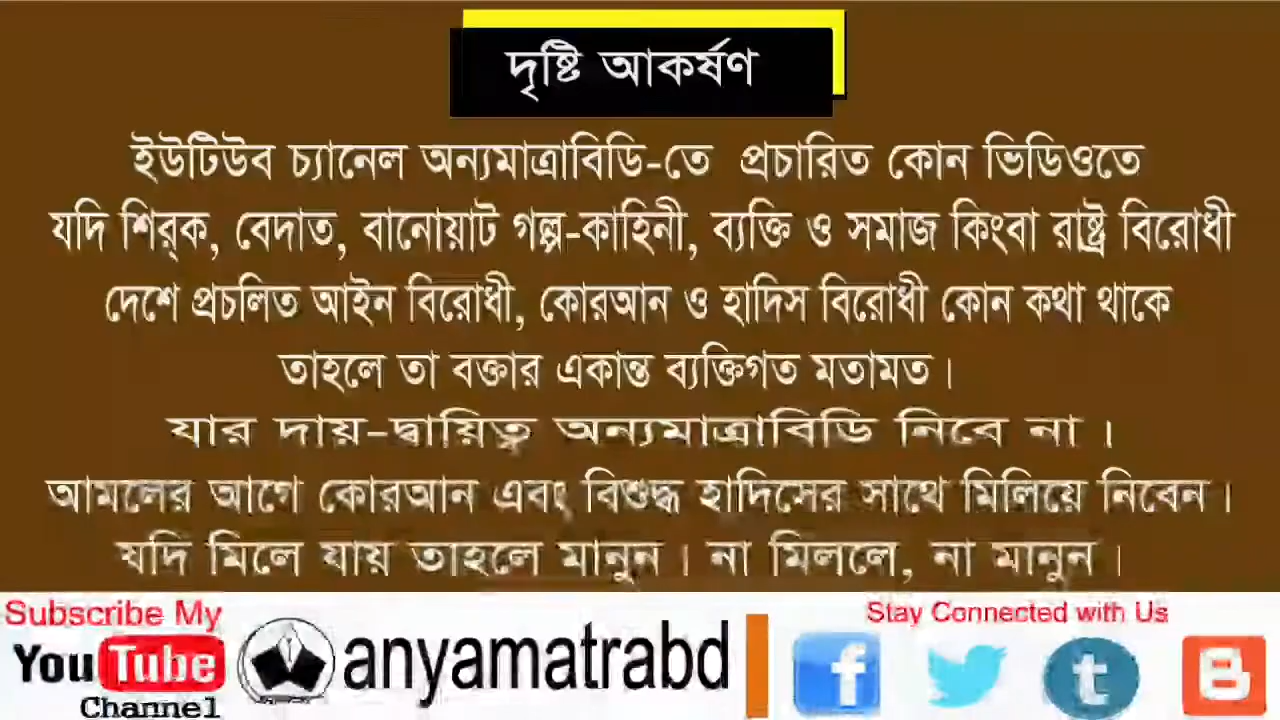 দৃষ্টি আকর্ষণ
ইউটিউব চ্যানেল অন্যমাত্রাবিডি-তে প্রচারিত কোন ভিডিওতে
যদি শির্‌ক, বেদাত, বানোয়াট গল্প-কাহিনী, ব্যক্তি ও সমাজ কিংবা রাষ্ট্র বিরোধী
দেশে প্রচলিত আইন বিরোধী, কোরআন ও হাদিস বিরোধী কোন কথা থাকে
তাহলে তা বক্তার একান্ত ব্যক্তিগত মতামত।
যার দায়-দ্বায়িত্ব অন্যমাত্রাবিডি নিবে না।
আমলের আগে কোরআন এবং বিশুদ্ধ হাদিসের সাথে মিলিয়ে নিবেন।
যদি মিলে যায় তাহলে মানুন। না মিললে, না মানুন।
Subscribe My
YouTube
Channel
anyamatrabd
Stay Connected with Us